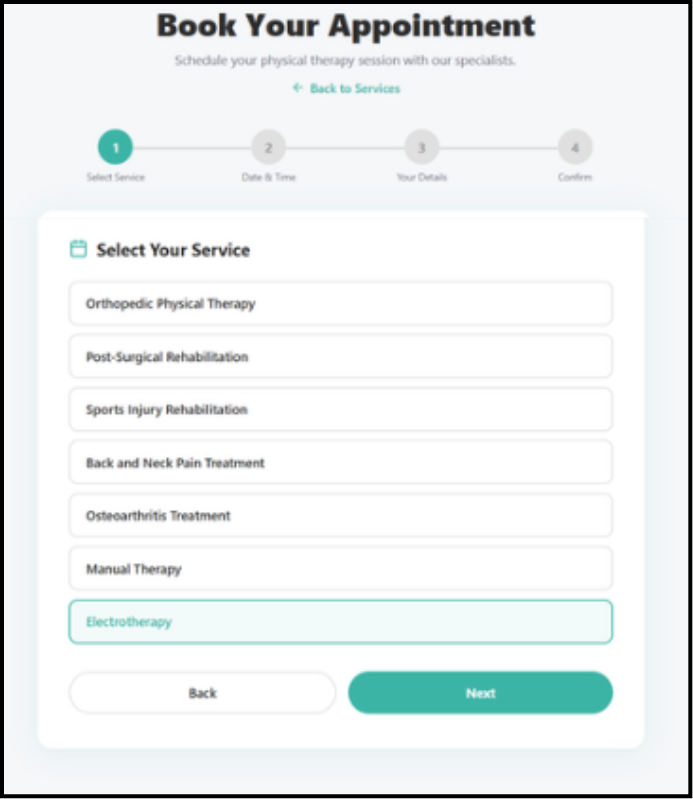 Book Your Appointment
Schedule your physical therapy session with our specialists.
← Back to Services
1 2 3 4
Select Service Date & Time Your Details Confirm
Select Your Service
Orthopedic Physical Therapy
Post-Surgical Rehabilitation
Sports Injury Rehabilitation
Back and Neck Pain Treatment
Osteoarthritis Treatment
Manual Therapy
Electrotherapy
Back Next